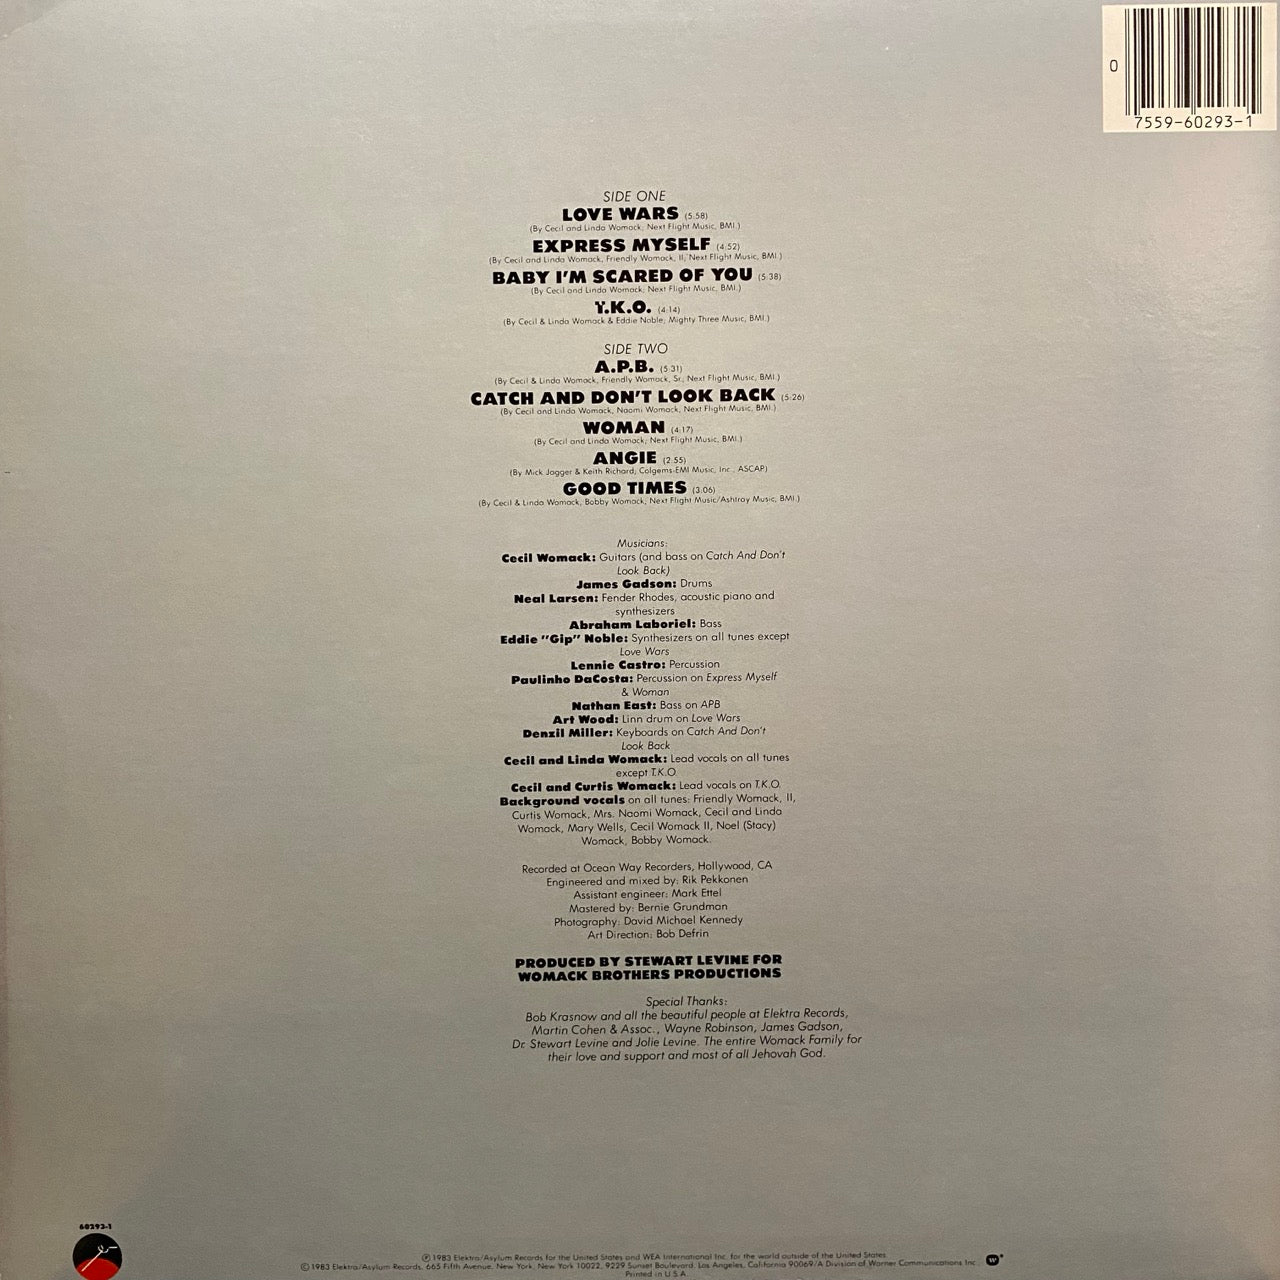 0
7559-60293-1
SIDE ONE
LOVE WARS (5:58)
(By Cecil and Linda Womack; Next Flight Music, BMI.)
EXPRESS MYSELF (4:52)
(By Cecil and Linda Womack, Friendly Womack, II; Next Flight Music, BMI.)
BABY I'M SCARED OF YOU (5:38)
(By Cecil and Linda Womack; Next Flight Music, BMI.)
T.K.O. (4:14)
(By Cecil & Linda Womack & Eddie Noble; Mighty Three Music, BMI.)
SIDE TWO
A.P.B. (5:31)
(By Cecil & Linda Womack, Friendly Womack, Sr.; Next Flight Music, BMI.)
CATCH AND DON'T LOOK BACK (5:26)
(By Cecil and Linda Womack, Naomi Womack, Next Flight Music, BMI.)
WOMAN (4:17)
(By Cecil and Linda Womack; Next Flight Music, BMI.)
ANGIE (2:55)
(By Mick Jagger & Keith Richard; Colgems-EMI Music, Inc., ASCAP)
GOOD TIMES (3:06)
(By Cecil & Linda Womack, Bobby Womack, Next Flight Music/Ashtray Music, BMI.)
Musicians:
Cecil Womack: Guitars (and bass on Catch And Don't
Look Back)
James Gadson: Drums
Neal Larsen: Fender Rhodes, acoustic piano and
synthesizers
Abraham Laboriel: Bass
Eddie "Gip" Noble: Synthesizers on all tunes except
Love Wars
Lennie Castro: Percussion
Paulinho DaCosta: Percussion on Express Myself
& Woman
Nathan East: Bass on APB
Art Wood: Linn drum on Love Wars
Denzil Miller: Keyboards on Catch And Don't
Look Back
Cecil and Linda Womack: Lead vocals on all tunes
except T.K.O.
Cecil and Curtis Womack: Lead vocals on T.K.O.
Background vocals on all tunes: Friendly Womack, II,
Curtis Womack, Mrs. Naomi Womack, Cecil and Linda
Womack, Mary Wells, Cecil Womack II, Noel (Stacy)
Womack, Bobby Womack.
Recorded at Ocean Way Recorders, Hollywood, CA
Engineered and mixed by: Rik Pekkonen
Assistant engineer: Mark Ettel
Mastered by: Bernie Grundman
Photography: David Michael Kennedy
Art Direction: Bob Defrin
PRODUCED BY STEWART LEVINE FOR
WOMACK BROTHERS PRODUCTIONS
Special Thanks:
Bob Krasnow and all the beautiful people at Elektra Records,
Martin Cohen & Assoc., Wayne Robinson, James Gadson,
Dr. Stewart Levine and Jolie Levine. The entire Womack Family for
their love and support and most of all Jehovah God.
60293-1
℗ 1983 Elektra/Asylum Records for the United States and WEA International Inc. for the world outside of the United States
© 1983 Elektra/Asylum Records, 665 Fifth Avenue, New York, New York 10022, 9229 Sunset Boulevard, Los Angeles, California 90069/A Division of Warner Communications Inc.
Printed in U.S.A.